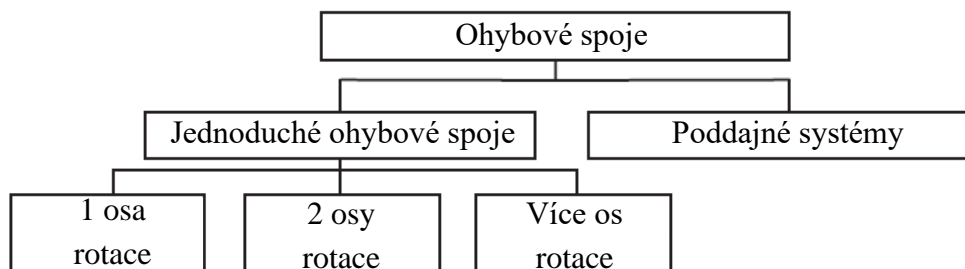 Ohybové spoje
Jednoduché ohybové spoje
Poddajné systémy
1 osa
rotace
2 osy
rotace
Více os
rotace